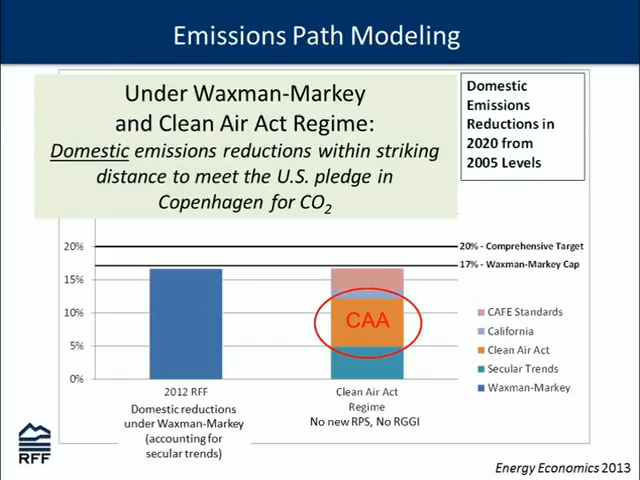 Emissions Path Modeling
Under Waxman-Markey
and Clean Air Act Regime:
Domestic emissions reductions within striking
distance to meet the U.S. pledge in
Copenhagen for CO2
Domestic
Emissions
Reductions in
2020 from
2005 Levels
20%
15%
10%
5%
0%
20% - Comprehensive Target
17% - Waxman-Markey Cap
CAA
CAFE Standards
California
Clean Air Act
Secular Trends
Waxman-Markey
2012 RFF
Domestic reductions
under Waxman-Markey
(accounting for
secular trends)
Clean Air Act
Regime
No new RPS, No RGGI
RFF
Energy Economics 2013